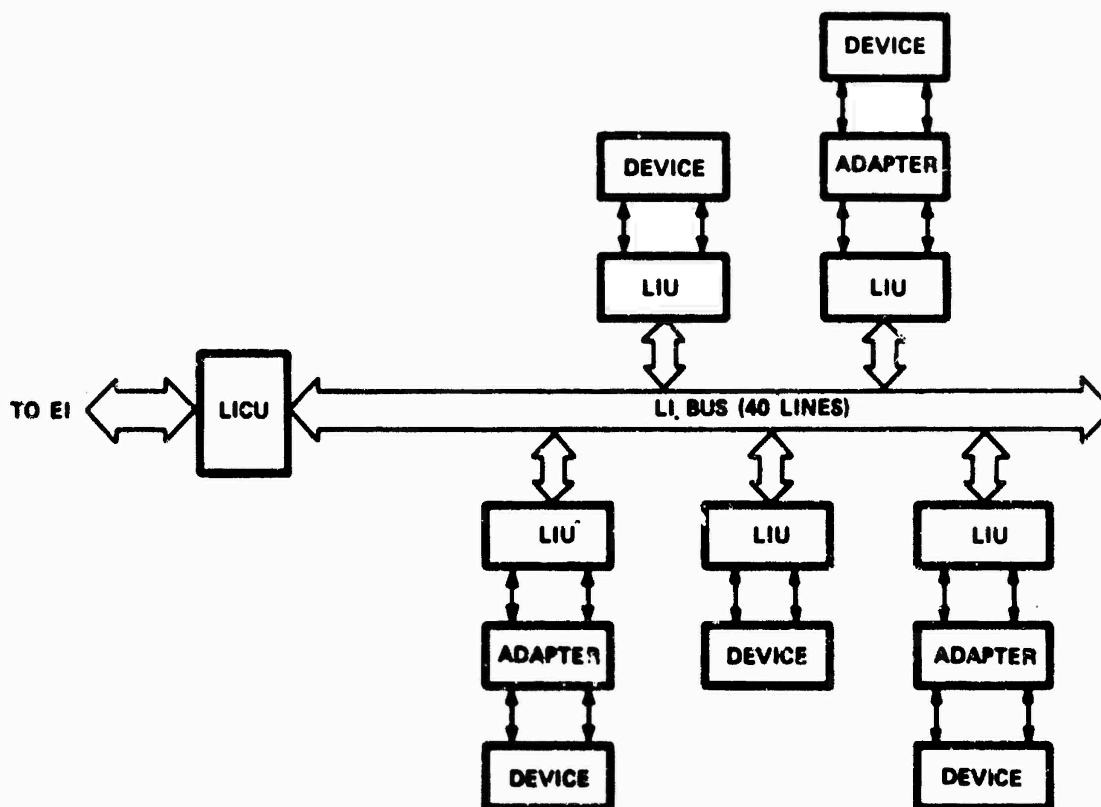 DEVICE
DEVICE
ADAPTER
LIU
LIU
TO EI
LICU
LI BUS (40 LINES)
LIU
LIU
LIU
ADAPTER
DEVICE
ADAPTER
DEVICE
DEVICE